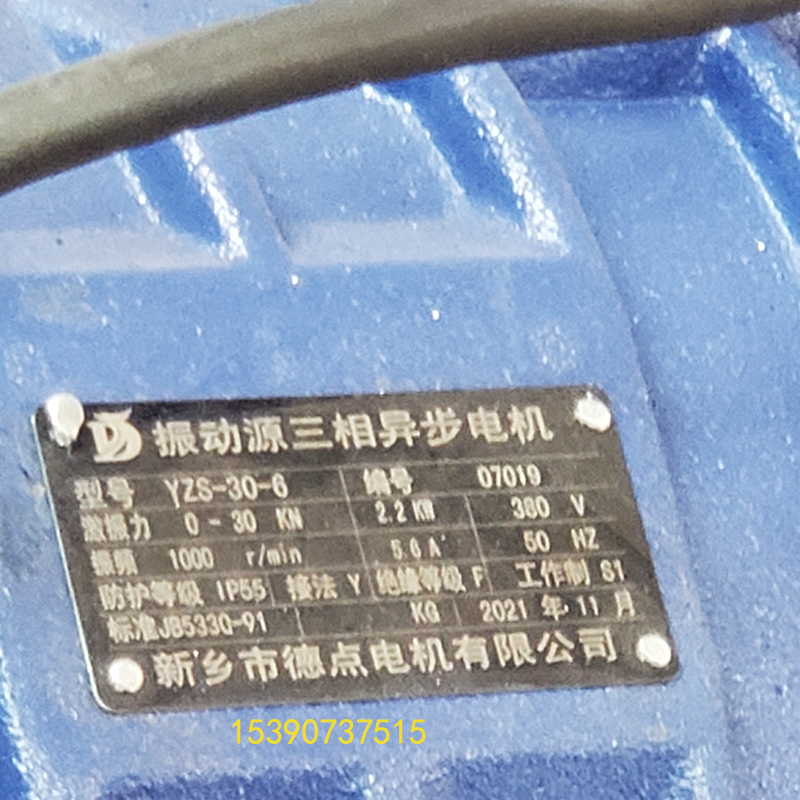 DS 振动源三相异步电机
型号 YZS-30-6 编号 07019
激振力 0-30 KN 2.2 KW 380 V
振频 1000 r/min 5.6 A 50 HZ
防护等级 IP55 接法 Y 绝缘等级 F 工作制 S1
标准JB5330-91 KG 2021 年 11 月
新乡市德点电机有限公司
15390737515